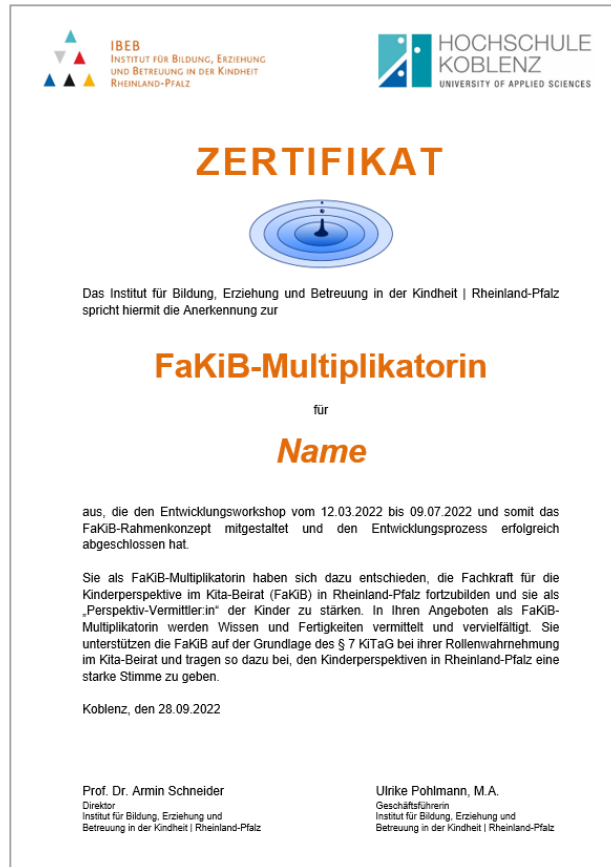 IBEB
INSTITUT FÜR BILDUNG, ERZIEHUNG
UND BETREUUNG IN DER KINDHEIT
RHEINLAND-PFALZ
HOCHSCHULE
KOBLENZ
UNIVERSITY OF APPLIED SCIENCES
ZERTIFIKAT
Das Institut für Bildung, Erziehung und Betreuung in der Kindheit | Rheinland-Pfalz
spricht hiermit die Anerkennung zur
FaKiB-Multiplikatorin
für
Name
aus, die den Entwicklungsworkshop vom 12.03.2022 bis 09.07.2022 und somit das
FaKiB-Rahmenkonzept mitgestaltet und den Entwicklungsprozess erfolgreich
abgeschlossen hat.
Sie als FaKiB-Multiplikatorin haben sich dazu entschieden, die Fachkraft für die
Kinderperspektive im Kita-Beirat (FaKiB) in Rheinland-Pfalz fortzubilden und sie als
„Perspektiv-Vermittler:in“ der Kinder zu stärken. In Ihren Angeboten als FaKiB-
Multiplikatorin werden Wissen und Fertigkeiten vermittelt und vervielfältigt. Sie
unterstützen die FaKiB auf der Grundlage des § 7 KiTaG bei ihrer Rollenwahrnehmung
im Kita-Beirat und tragen so dazu bei, den Kinderperspektiven in Rheinland-Pfalz eine
starke Stimme zu geben.
Koblenz, den 28.09.2022
Prof. Dr. Armin Schneider
Direktor
Institut für Bildung, Erziehung und
Betreuung in der Kindheit | Rheinland-Pfalz
Ulrike Pohlmann, M.A.
Geschäftsführerin
Institut für Bildung, Erziehung und
Betreuung in der Kindheit | Rheinland-Pfalz